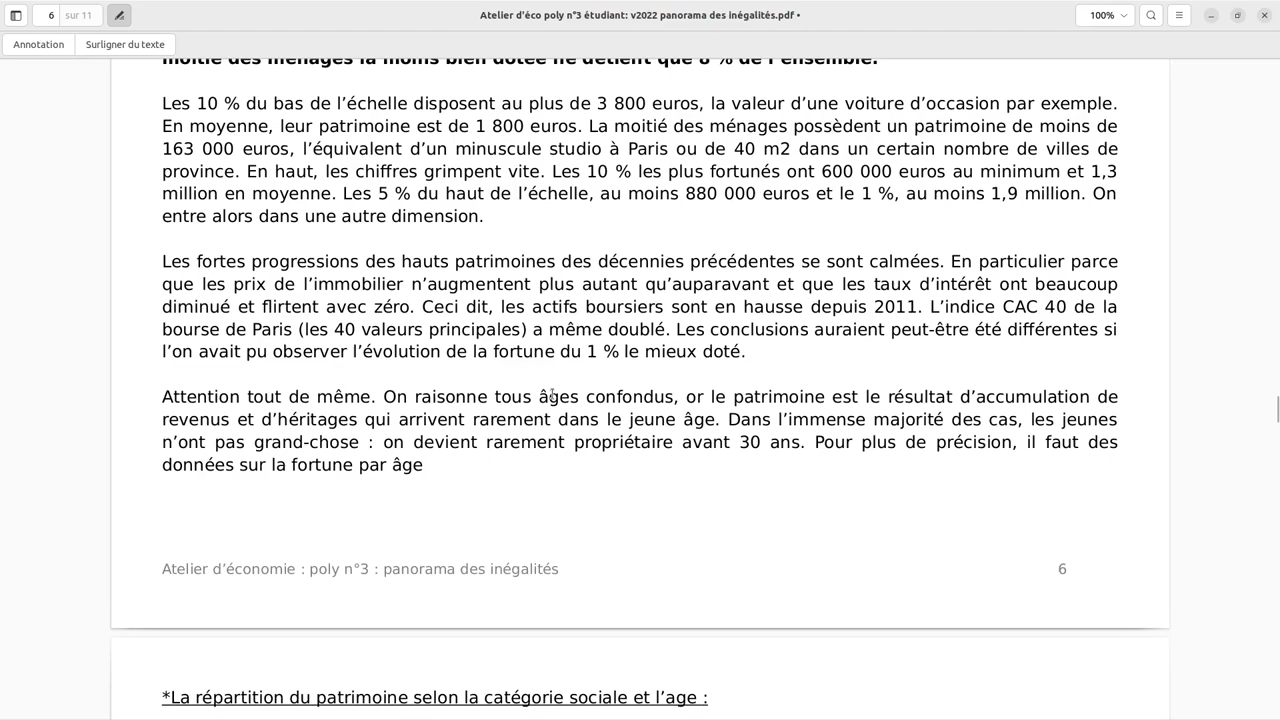 6 sur 11
Atelier d'éco poly n°3 étudiant: v2022 panorama des inégalités.pdf •
100%
Annotation
Surligner du texte
moitié des ménages la moins bien dotée ne détient que 8 % de l'ensemble.
Les 10 % du bas de l’échelle disposent au plus de 3 800 euros, la valeur d’une voiture d’occasion par exemple.
En moyenne, leur patrimoine est de 1 800 euros. La moitié des ménages possèdent un patrimoine de moins de
163 000 euros, l’équivalent d’un minuscule studio à Paris ou de 40 m2 dans un certain nombre de villes de
province. En haut, les chiffres grimpent vite. Les 10 % les plus fortunés ont 600 000 euros au minimum et 1,3
million en moyenne. Les 5 % du haut de l’échelle, au moins 880 000 euros et le 1 %, au moins 1,9 million. On
entre alors dans une autre dimension.
Les fortes progressions des hauts patrimoines des décennies précédentes se sont calmées. En particulier parce
que les prix de l’immobilier n’augmentent plus autant qu’auparavant et que les taux d’intérêt ont beaucoup
diminué et flirtent avec zéro. Ceci dit, les actifs boursiers sont en hausse depuis 2011. L’indice CAC 40 de la
bourse de Paris (les 40 valeurs principales) a même doublé. Les conclusions auraient peut-être été différentes si
l’on avait pu observer l’évolution de la fortune du 1 % le mieux doté.
Attention tout de même. On raisonne tous âges confondus, or le patrimoine est le résultat d’accumulation de
revenus et d’héritages qui arrivent rarement dans le jeune âge. Dans l’immense majorité des cas, les jeunes
n’ont pas grand-chose : on devient rarement propriétaire avant 30 ans. Pour plus de précision, il faut des
données sur la fortune par âge
Atelier d’économie : poly n°3 : panorama des inégalités 6
*La répartition du patrimoine selon la catégorie sociale et l’age :